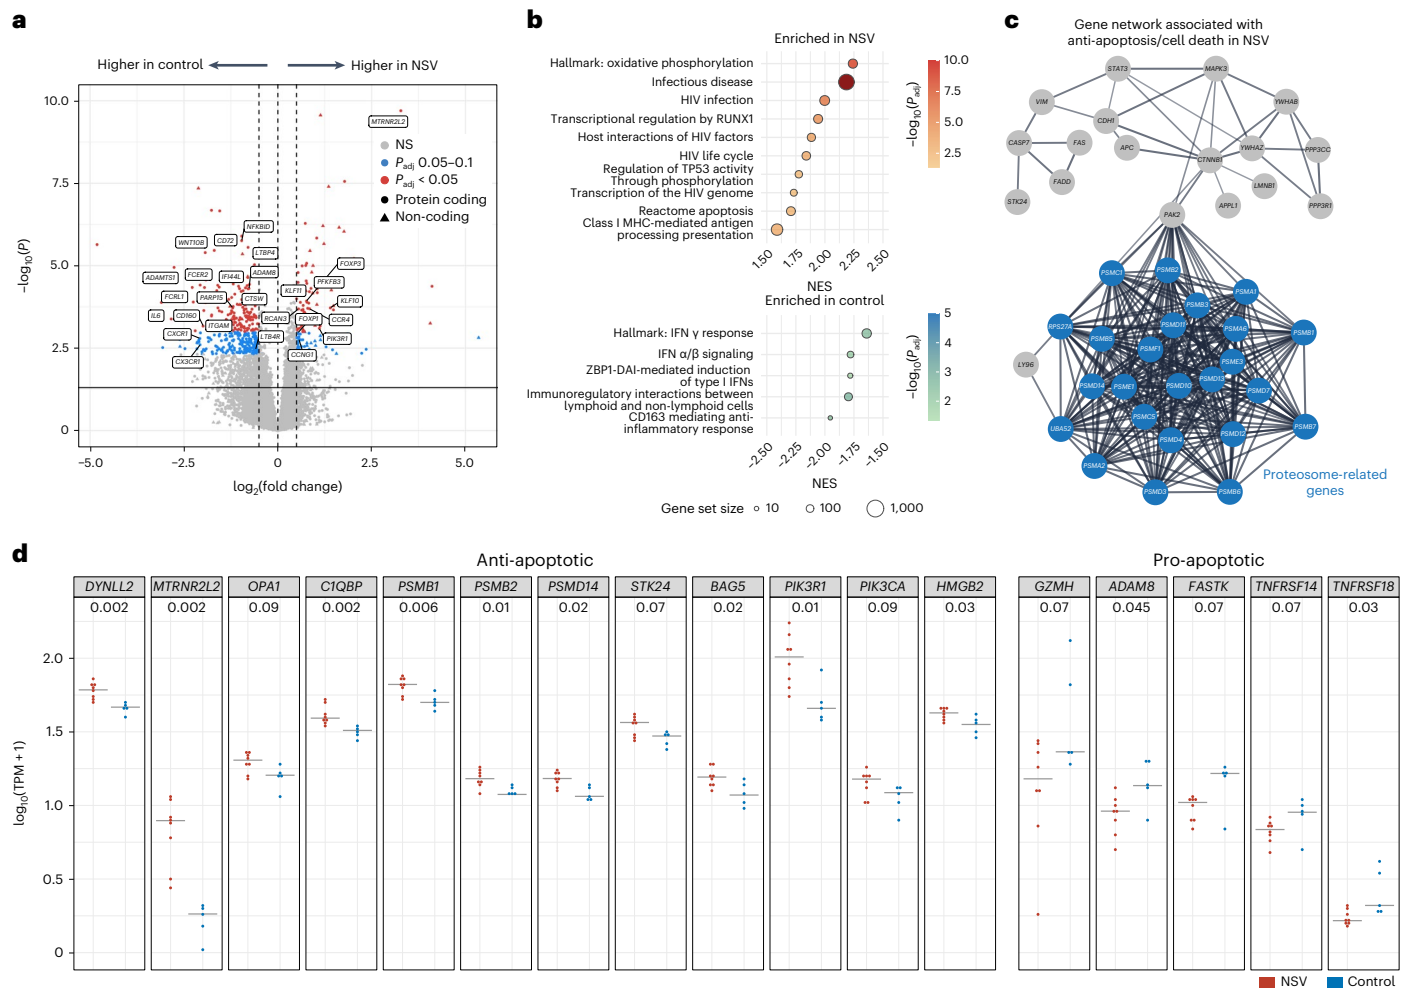 a
Higher in control
Higher in NSV
−log10(P)
10.0
7.5
5.0
2.5
0
−5.0
−2.5
0
2.5
5.0
log2(fold change)
MTRNR2L2
NS
Padj 0.05–0.1
Padj < 0.05
Protein coding
Non-coding
NFKBID
WNT10B
CD72
LTBP4
FOXP3
ADAMTS1
FCER2
IFI44L
ADAM8
PFKFB3
FCRL1
PARP15
CTSW
KLF11
KLF10
IL6
CD160
ITGAM
RCAN3
FOXP1
CCR4
CXCR1
LTB4R
PIK3R1
CX3CR1
CCNG1
b
Enriched in NSV
Hallmark: oxidative phosphorylation
Infectious disease
HIV infection
Transcriptional regulation by RUNX1
Host interactions of HIV factors
HIV life cycle
Regulation of TP53 activity
Through phosphorylation
Transcription of the HIV genome
Reactome apoptosis
Class I MHC-mediated antigen
processing presentation
1.50
1.75
2.00
2.25
2.50
NES
−log10(Padj)
10.0
7.5
5.0
2.5
Enriched in control
Hallmark: IFN γ response
IFN α/β signaling
ZBP1-DAI-mediated induction
of type I IFNs
Immunoregulatory interactions between
lymphoid and non-lymphoid cells
CD163 mediating anti-
inflammatory response
−2.50
−2.25
−2.00
−1.75
−1.50
NES
−log10(Padj)
5
4
3
2
Gene set size
10
100
1,000
c
Gene network associated with
anti-apoptosis/cell death in NSV
STAT3
MAPK3
VIM
YWHAB
CDH1
CASP7
FAS
APC
CTNNB1
YWHAZ
PPP3CC
FADD
LMNB1
STK24
APPL1
PPP3R1
PAK2
PSMC1
PSMB2
PSMA1
PSMB3
RPS27A
PSMD11
PSMA6
PSMB1
PSMB5
PSMF1
PSME3
LY96
PSMD14
PSME1
PSMD10
PSMD13
PSMD7
PSMC5
UBA52
PSMD4
PSMD12
PSMB7
PSMA2
PSMD3
PSMB6
Proteosome-related
genes
d
Anti-apoptotic
Pro-apoptotic
DYNLL2
MTRNR2L2
OPA1
C1QBP
PSMB1
PSMB2
PSMD14
STK24
BAG5
PIK3R1
PIK3CA
HMGB2
GZMH
ADAM8
FASTK
TNFRSF14
TNFRSF18
0.002
0.002
0.09
0.002
0.006
0.01
0.02
0.07
0.02
0.01
0.09
0.03
0.07
0.045
0.07
0.07
0.03
log10(TPM + 1)
2.0
1.5
1.0
0.5
0
NSV
Control